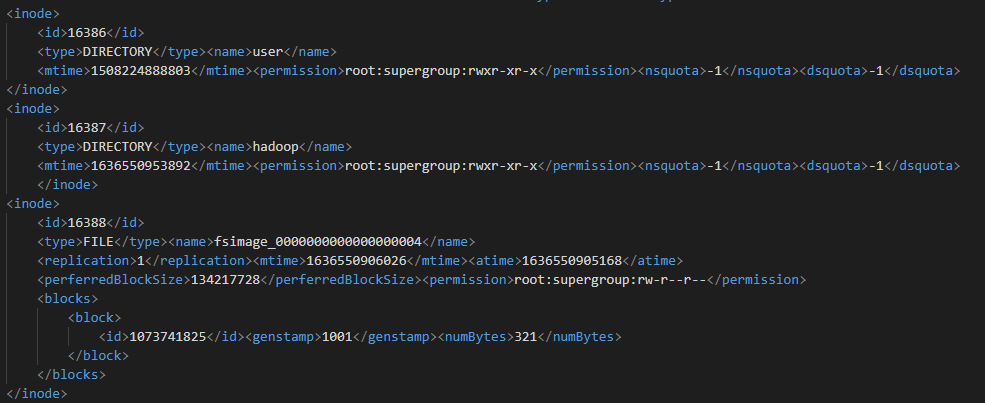 <inode>
<id>16386</id>
<type>DIRECTORY</type><name>user</name>
<mtime>1508224888803</mtime><permission>root:supergroup:rwxr-xr-x</permission><nsquota>-1</nsquota><dsquota>-1</dsquota>
</inode>
<inode>
<id>16387</id>
<type>DIRECTORY</type><name>hadoop</name>
<mtime>1636550953892</mtime><permission>root:supergroup:rwxr-xr-x</permission><nsquota>-1</nsquota><dsquota>-1</dsquota>
</inode>
<inode>
<id>16388</id>
<type>FILE</type><name>fsimage_0000000000000000004</name>
<replication>1</replication><mtime>1636550906026</mtime><atime>1636550905168</atime>
<perferredBlockSize>134217728</perferredBlockSize><permission>root:supergroup:rw-r--r--</permission>
<blocks>
<block>
<id>1073741825</id><genstamp>1001</genstamp><numBytes>321</numBytes>
</block>
</blocks>
</inode>